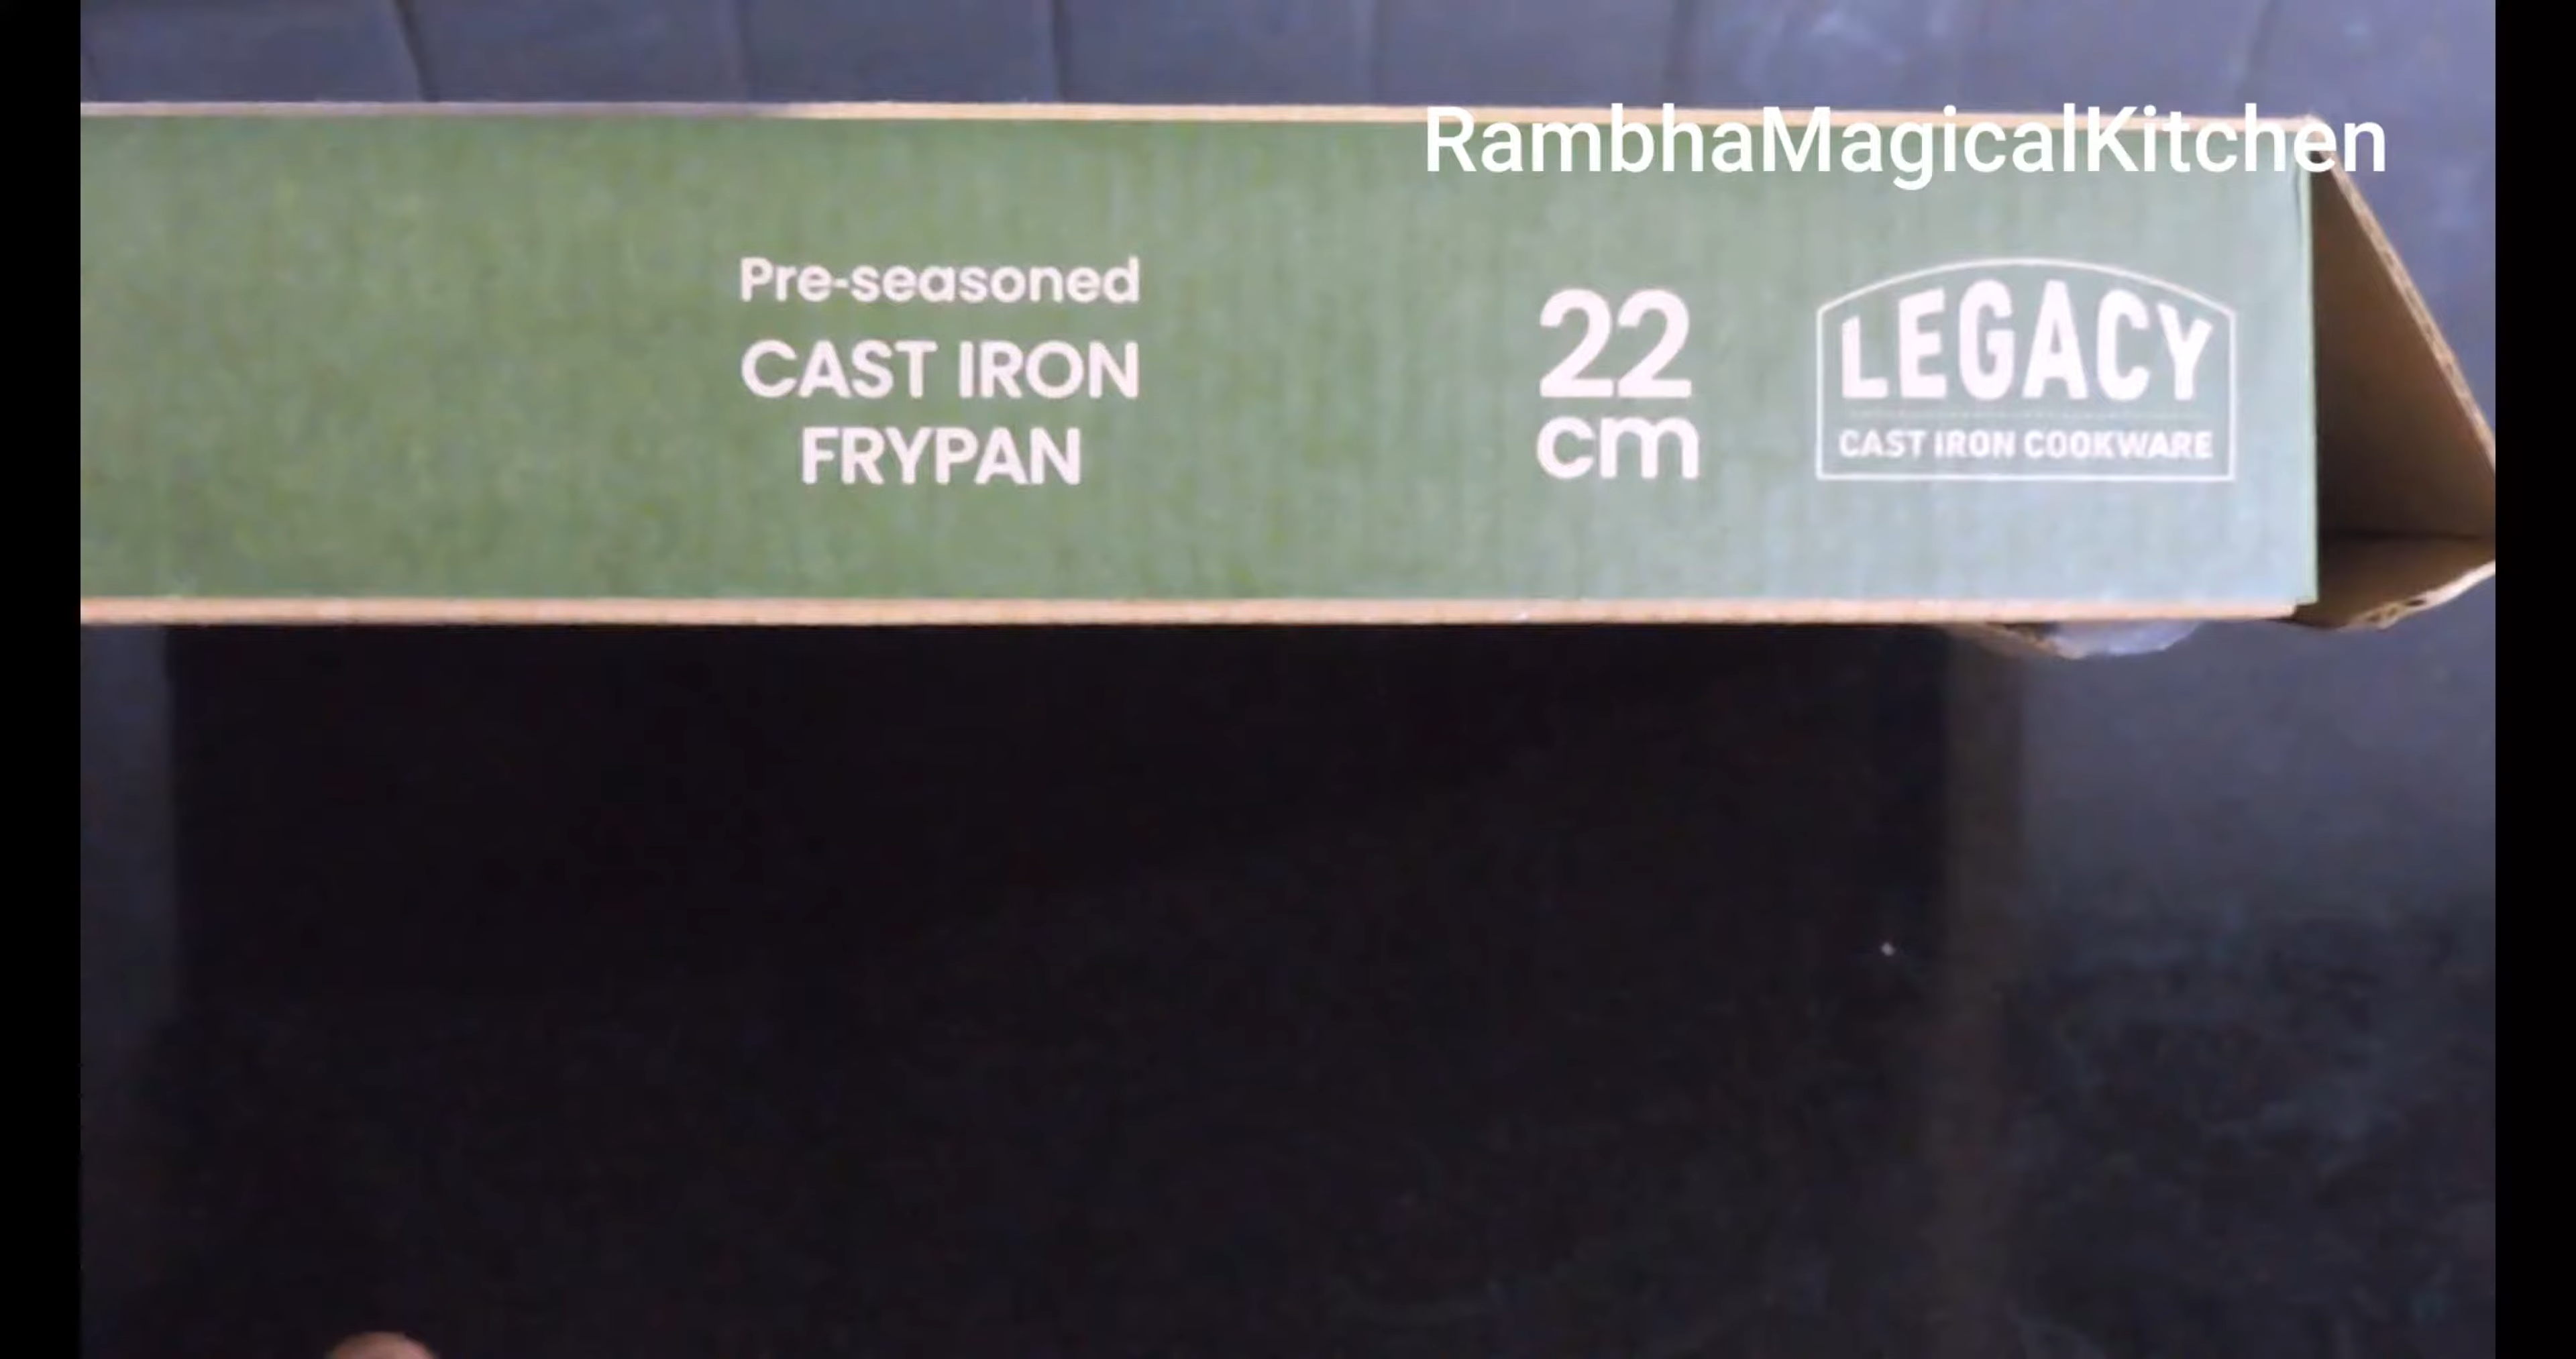 RambhaMagicalKitchen
Pre-seasoned
CAST IRON
FRYPAN
22
cm
LEGACY
CAST IRON COOKWARE